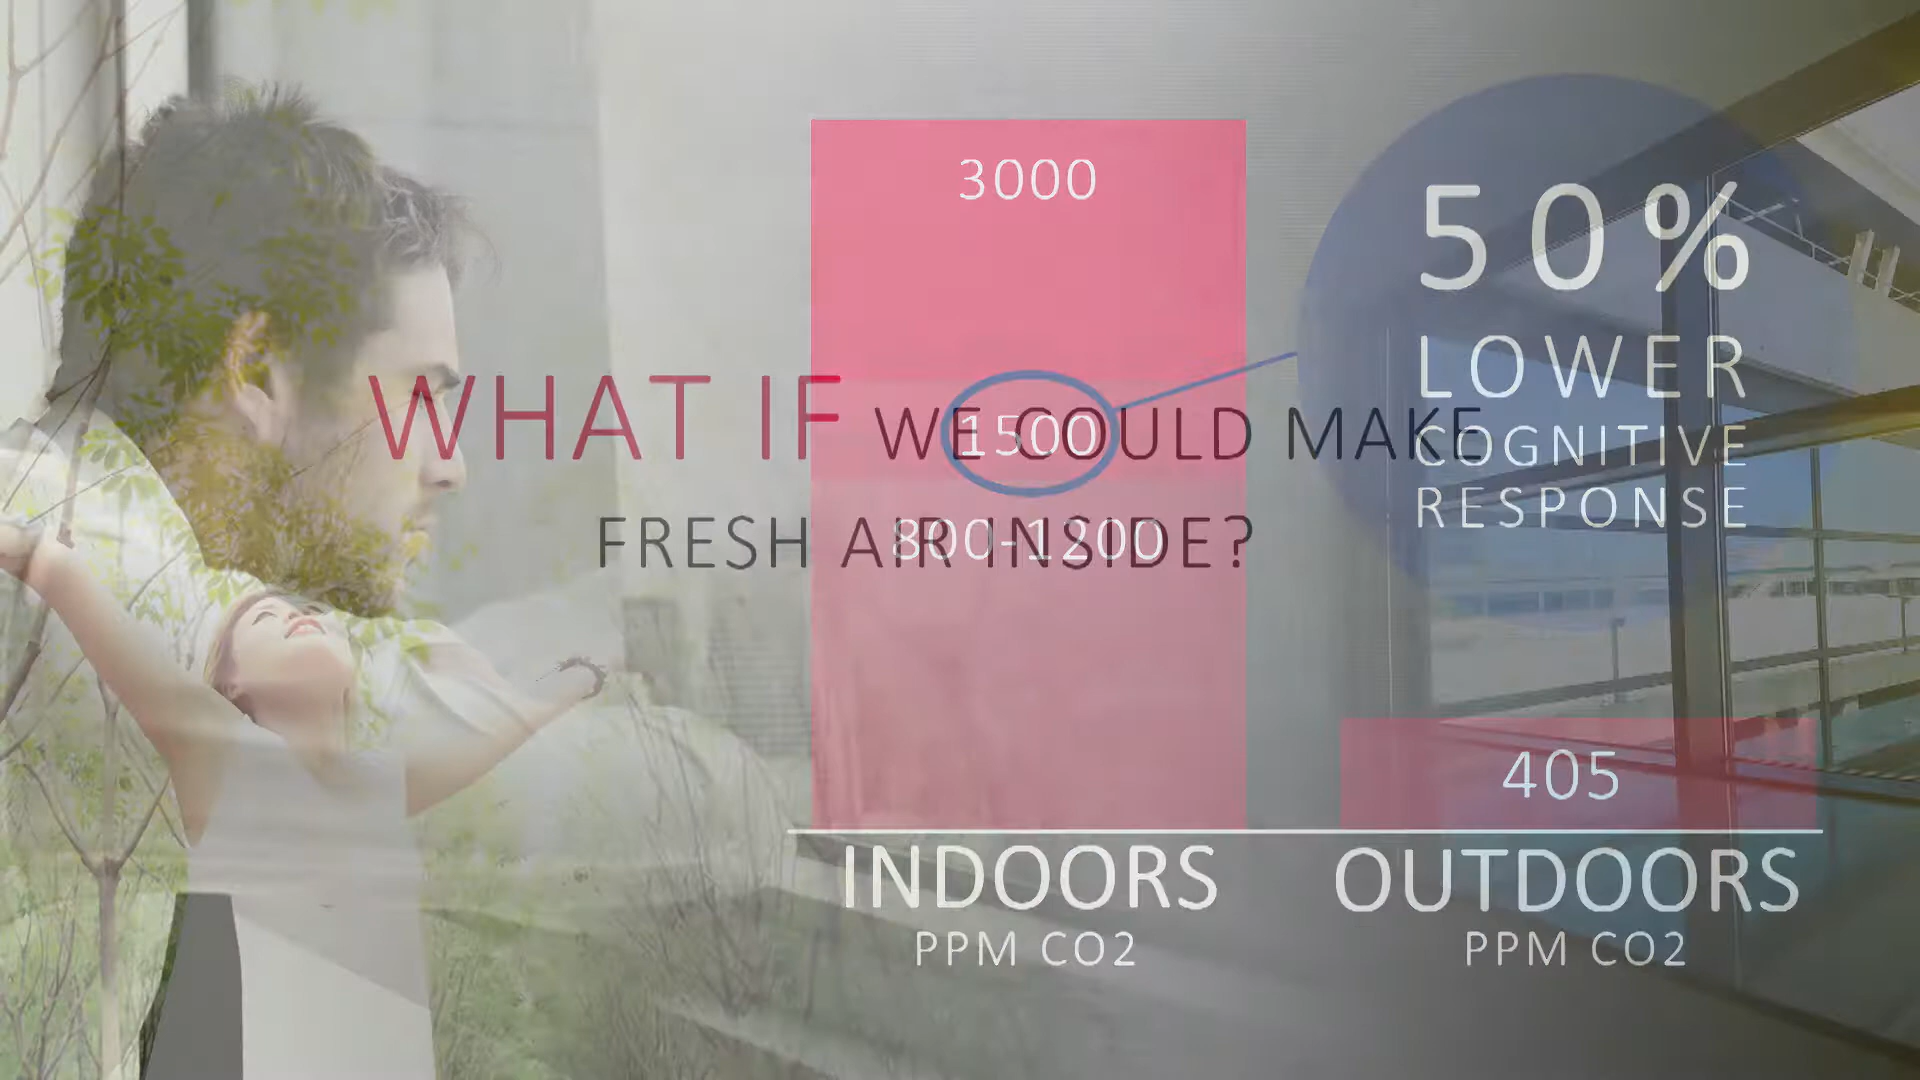 3000
50%
LOWER
COGNITIVE
RESPONSE
WHAT IF WE COULD MAKE
FRESH AIR INSIDE?
1500
800-1200
405
INDOORS
PPM CO2
OUTDOORS
PPM CO2